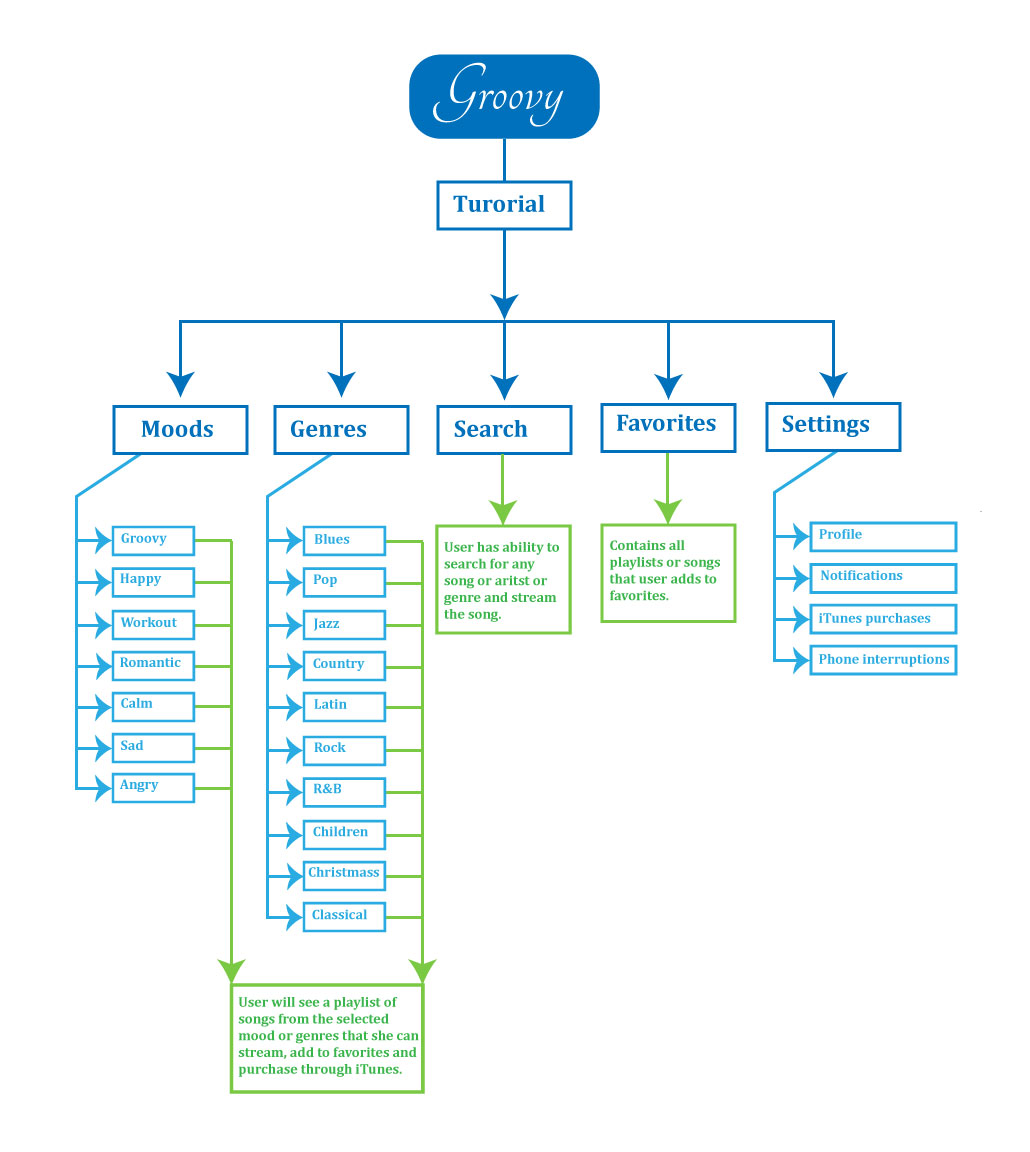 Groovy
Turorial
Moods
Genres
Search
Favorites
Settings
Groovy
Happy
Workout
Romantic
Calm
Sad
Angry
Blues
Pop
Jazz
Country
Latin
Rock
R&B
Children
Christmass
Classical
User has ability to
search for any
song or aritst or
genre and stream
the song.
Contains all
playlists or songs
that user adds to
favorites.
Profile
Notifications
iTunes purchases
Phone interruptions
User will see a playlist of
songs from the selected
mood or genres that she can
stream, add to favorites and
purchase through iTunes.